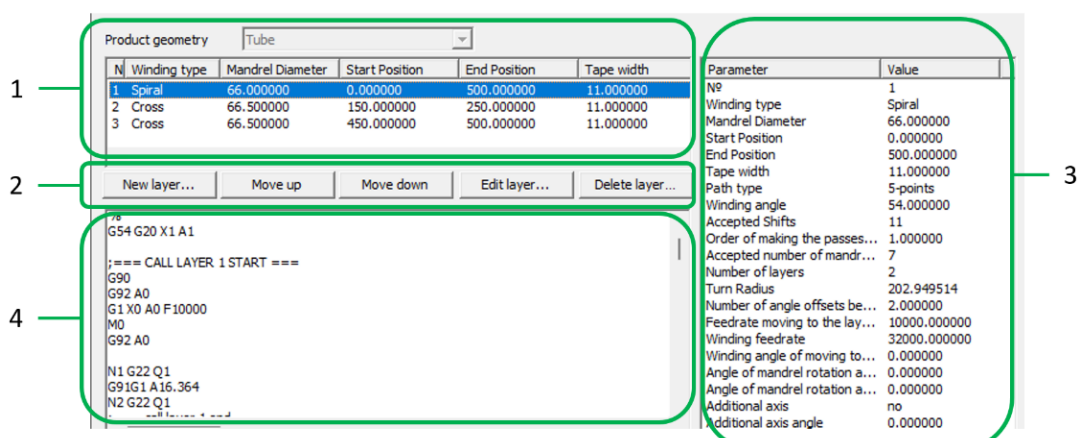 Product geometry Tube
N Winding type Mandrel Diameter Start Position End Position Tape width
1 Spiral 66.000000 0.000000 500.000000 11.000000
2 Cross 66.500000 150.000000 250.000000 11.000000
3 Cross 66.500000 450.000000 500.000000 11.000000
1
New layer... Move up Move down Edit layer... Delete layer...
2
%
G54 G20 X1 A1
;=== CALL LAYER 1 START ===
G90
G92 A0
G1 X0 A0 F10000
M0
G92 A0
N1 G22 Q1
G91G1 A16.364
N2 G22 Q1
4
Parameter Value
Nº 1
Winding type Spiral
Mandrel Diameter 66.000000
Start Position 0.000000
End Position 500.000000
Tape width 11.000000
Path type 5-points
Winding angle 54.000000
Accepted Shifts 11
Order of making the passes... 1.000000
Accepted number of mandr... 7
Number of layers 2
Turn Radius 202.949514
Number of angle offsets be... 2.000000
Feedrate moving to the lay... 10000.000000
Winding feedrate 32000.000000
Winding angle of moving to... 0.000000
Angle of mandrel rotation a... 0.000000
Angle of mandrel rotation a... 0.000000
Additional axis no
Additional axis angle 0.000000
3